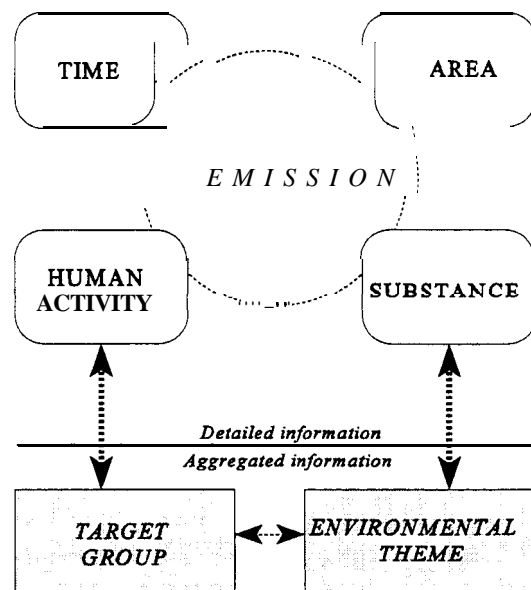 TIME
AREA
EMISSION
HUMAN
ACTIVITY
SUBSTANCE
Detailed information
Aggregated information
TARGET
GROUP
ENVIRONMENTAL
THEME